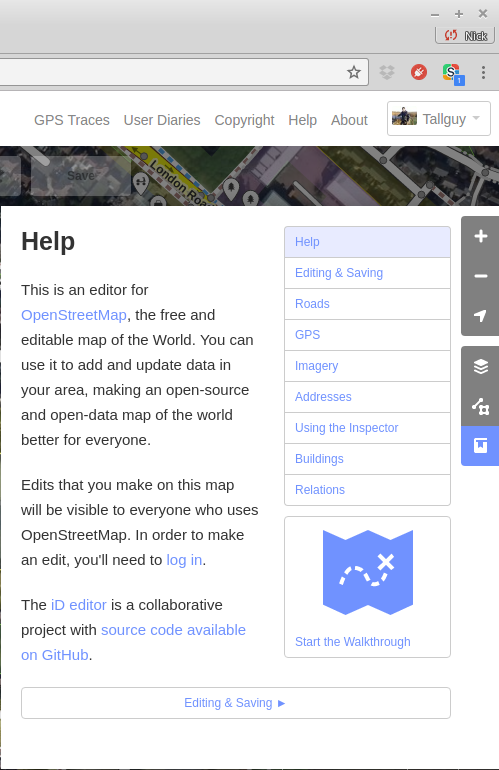 Nick
1
GPS Traces User Diaries Copyright Help About Tallguy
Save
London Roa
Help
This is an editor for
OpenStreetMap, the free and
editable map of the World. You can
use it to add and update data in
your area, making an open-source
and open-data map of the world
better for everyone.
Edits that you make on this map
will be visible to everyone who uses
OpenStreetMap. In order to make
an edit, you'll need to log in.
The iD editor is a collaborative
project with source code available
on GitHub.
Help
Editing & Saving
Roads
GPS
Imagery
Addresses
Using the Inspector
Buildings
Relations
Start the Walkthrough
Editing & Saving ►